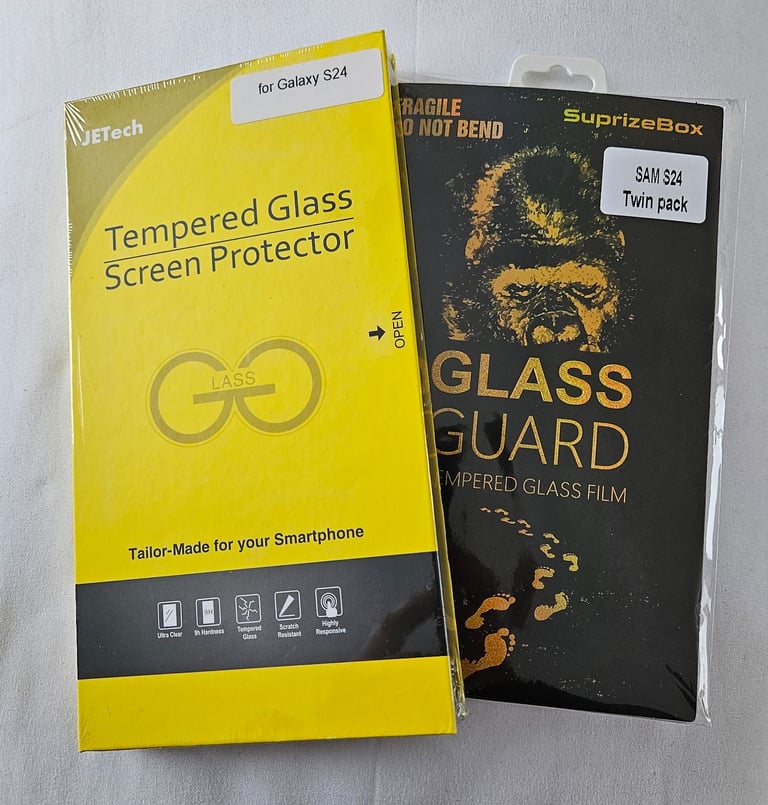 for Galaxy S24
JETech
Tempered Glass
Screen Protector
OPEN
LASS
Tailor-Made for your Smartphone
Ultra Clear
9H
9h Hardness
Tempered
Glass
Scratch
Resistant
Highly
Responsive
FRAGILE
DO NOT BEND
SuprizeBox
SAM S24
Twin pack
GLASS
GUARD
TEMPERED GLASS FILM